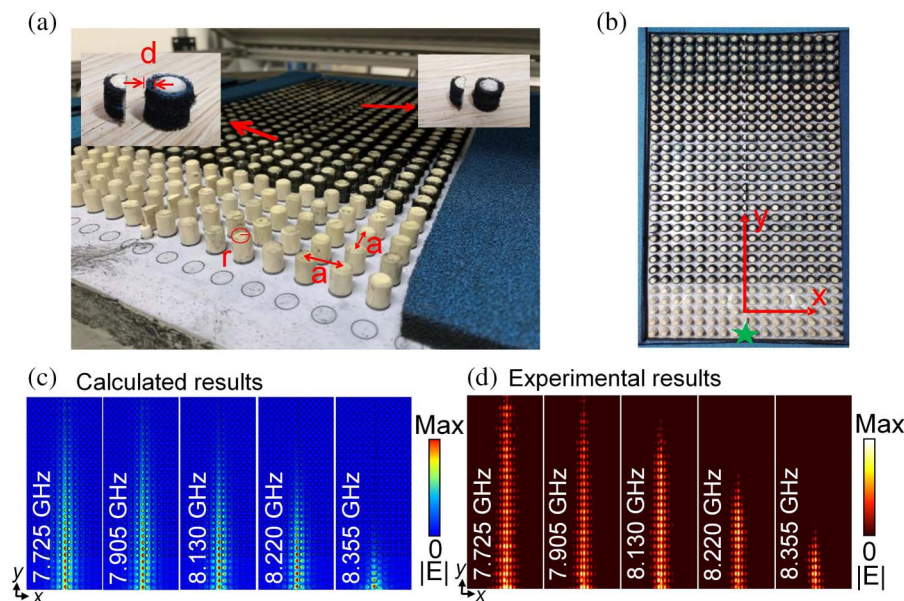 (a)
d
r
a
a
(b)
y
x
(c) Calculated results
7.725 GHz
7.905 GHz
8.130 GHz
8.220 GHz
8.355 GHz
Max
0
|E|
y
x
(d) Experimental results
7.725 GHz
7.905 GHz
8.130 GHz
8.220 GHz
8.355 GHz
Max
0
|E|
y
x